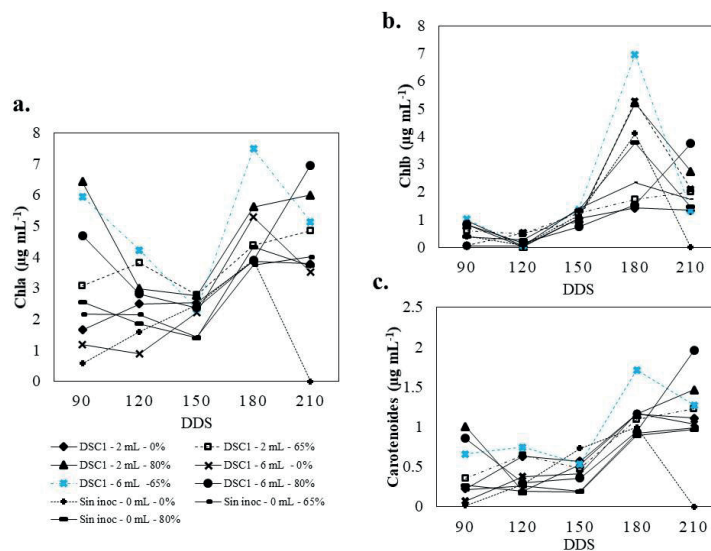 a.
Chla (µg mL-1)
8
7
6
5
4
3
2
1
0
90 120 150 180 210
DDS
DSC1 - 2 mL - 0% DSC1 - 2 mL - 65%
DSC1 - 2 mL - 80% DSC1 - 6 mL - 0%
DSC1 - 6 mL -65% DSC1 - 6 mL - 80%
Sin inoc - 0 mL - 0% Sin inoc - 0 mL - 65%
Sin inoc - 0 mL - 80%
b.
Chlb (µg mL-1)
8
7
6
5
4
3
2
1
0
90 120 150 180 210
DDS
c.
Carotenoides (µg mL-1)
2.5
2
1.5
1
0.5
0
90 120 150 180 210
DDS